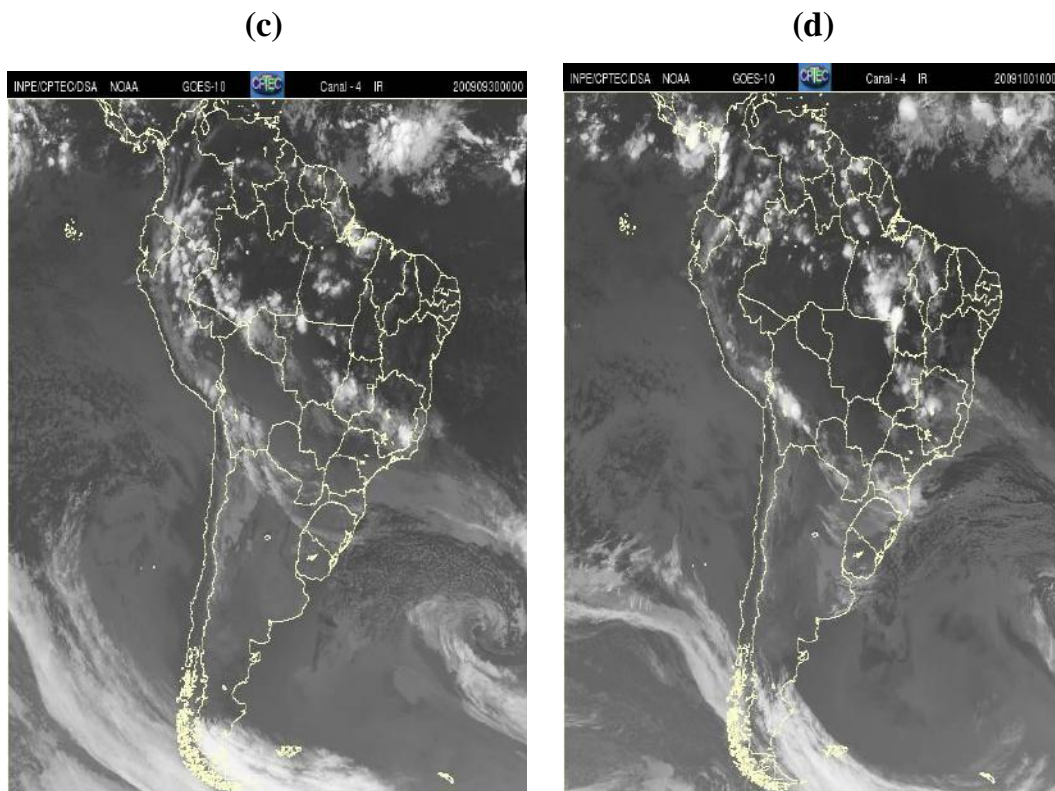 (c)
(d)
INPE/CPTEC/DSA NOAA GOES-10 CPTEC Canal - 4 IR 200909300000
INPE/CPTEC/DSA NOAA GOES-10 CPTEC Canal - 4 IR 20091001000